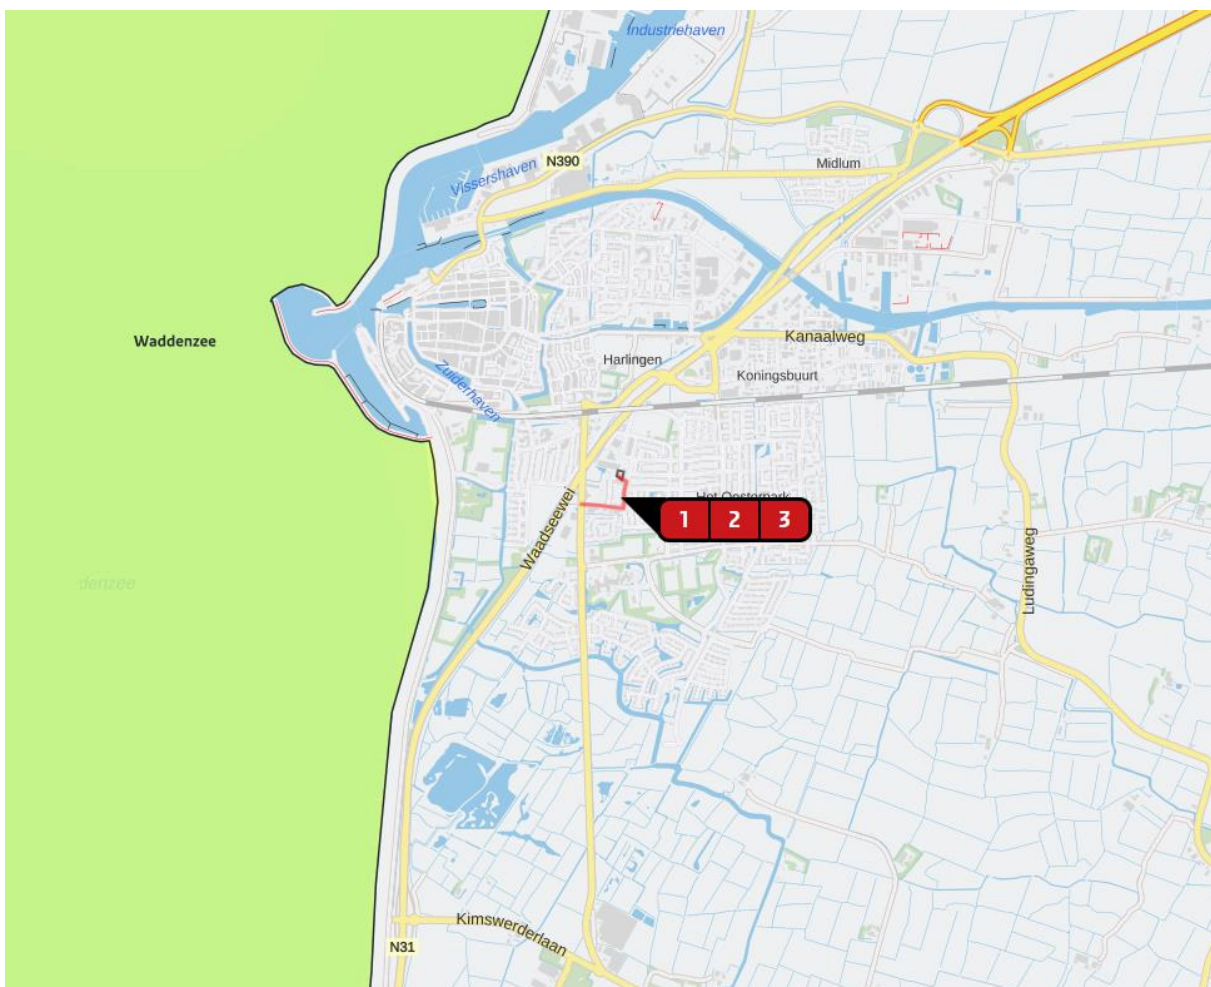 Industriehaven
N390
Midlum
Vissershaven
Waddenzee
Kanaalweg
Harlingen
Koningsbuurt
Zuiderhaven
Het Oosterpark
1 2 3
Waadseewei
Ludingaweg
denzee
Kimswerderlaan
N31